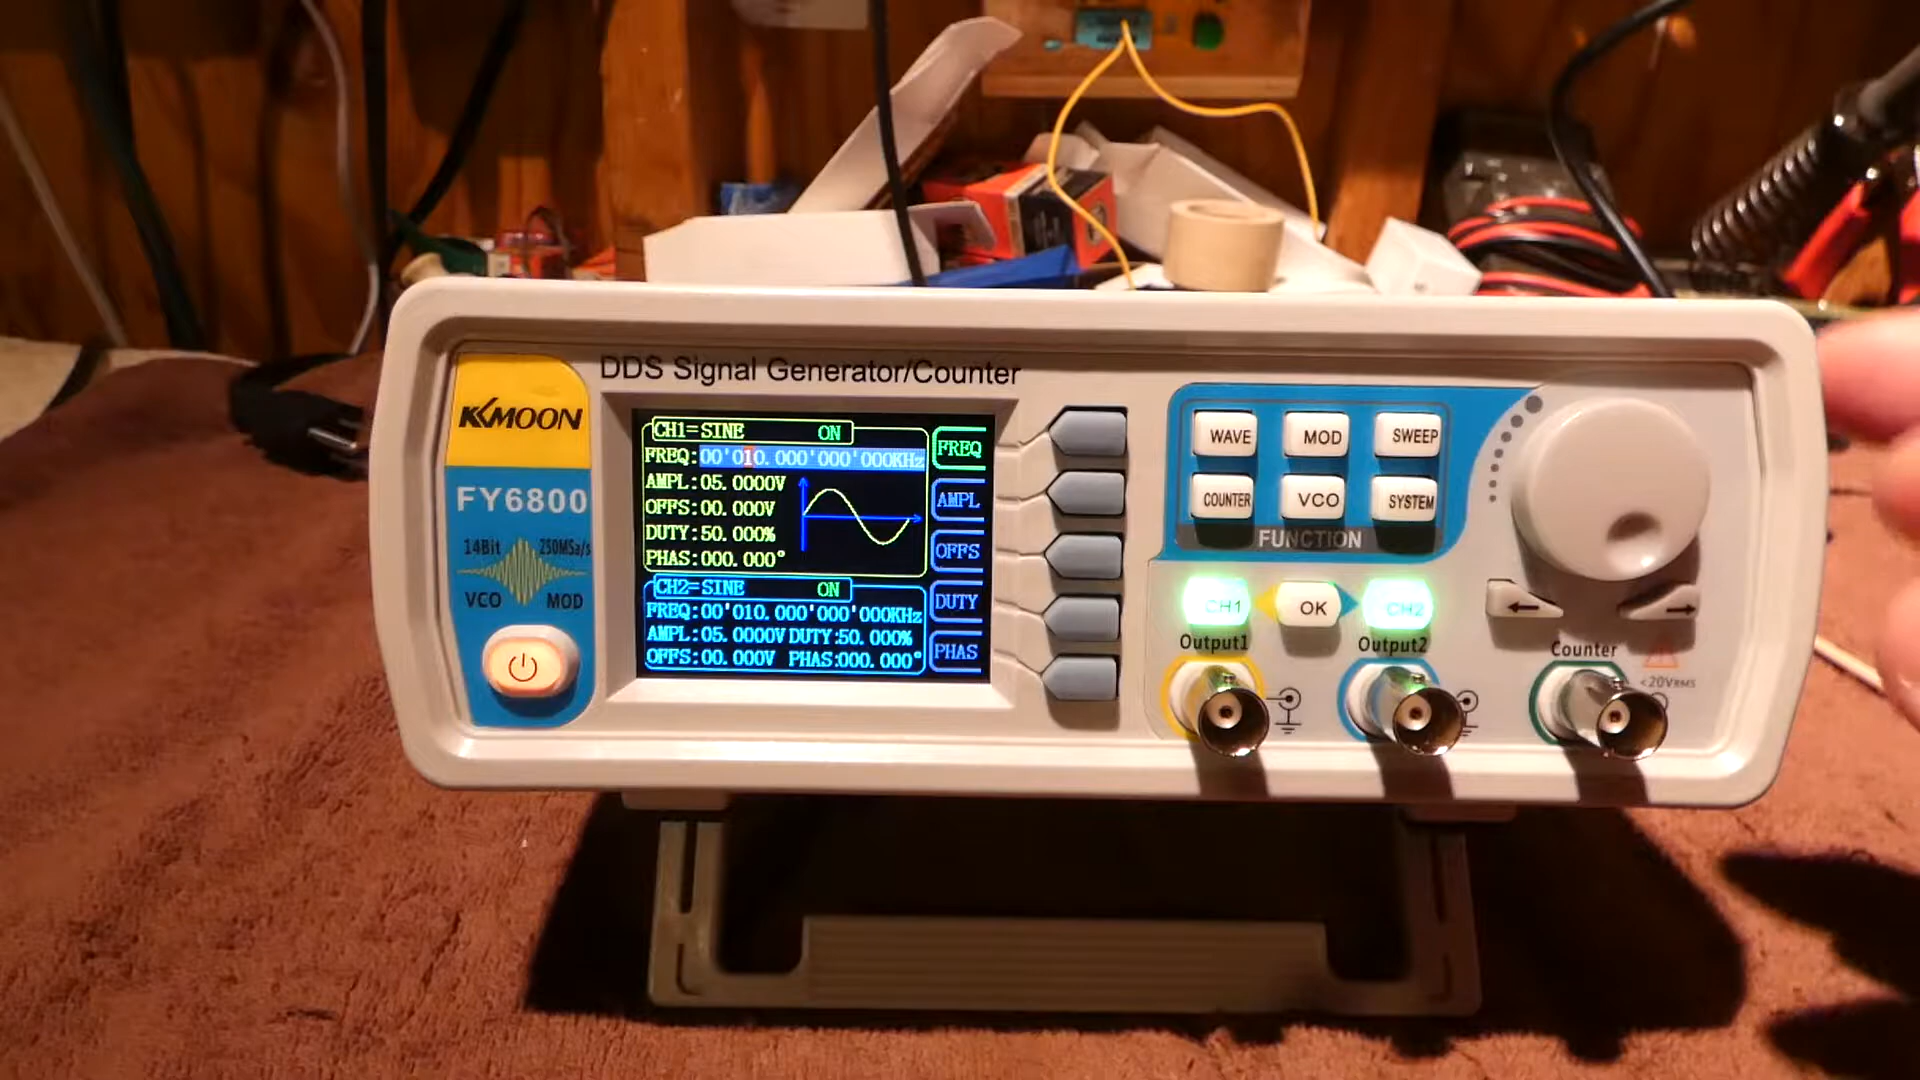 DDS Signal Generator/Counter
KKMOON
FY6800
14Bit 250MSa/s
VCO MOD
CH1=SINE ON
FREQ:00'010.000'000'000KHz
AMPL:05.0000V
OFFS:00.000V
DUTY:50.000%
PHAS:000.000°
CH2=SINE ON
FREQ:00'010.000'000'000KHz
AMPL:05.0000V DUTY:50.000%
OFFS:00.000V PHAS:000.000°
FREQ
AMPL
OFFS
DUTY
PHAS
WAVE MOD SWEEP
COUNTER VCO SYSTEM
FUNCTION
CH1 OK CH2
Output1 Output2 Counter
<20VRMS